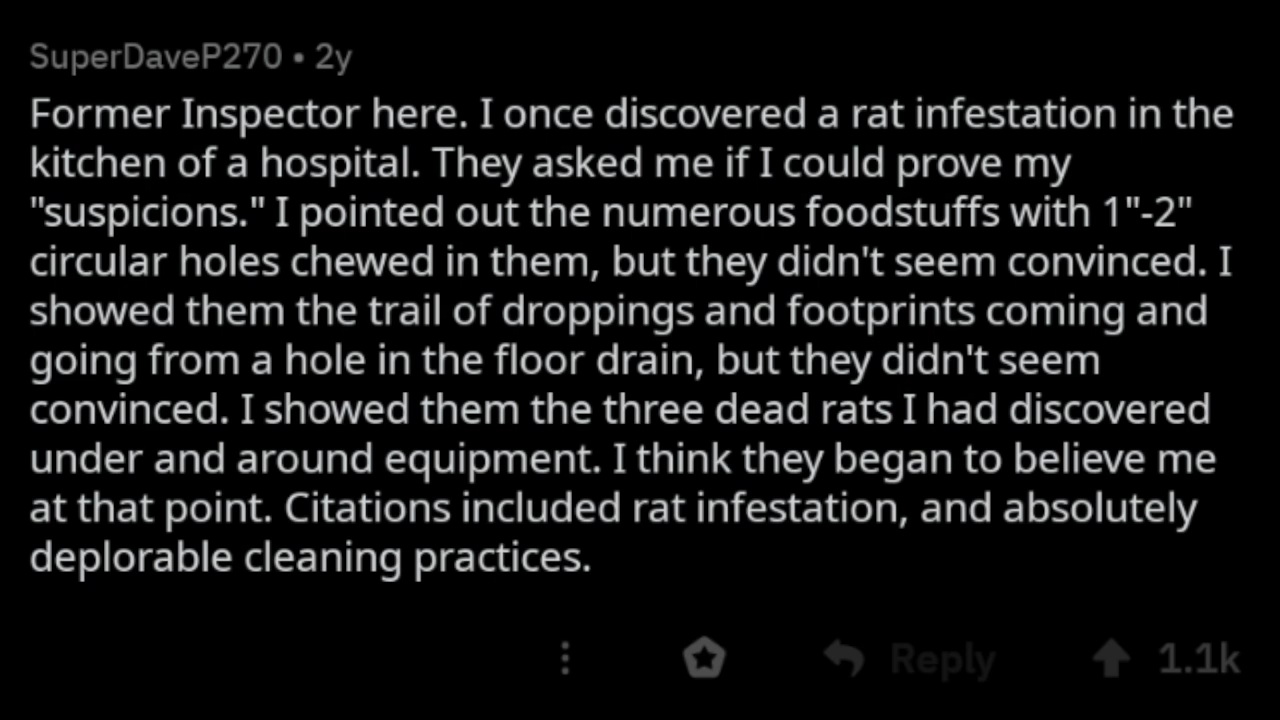 SuperDaveP270 • 2y
Former Inspector here. I once discovered a rat infestation in the
kitchen of a hospital. They asked me if I could prove my
"suspicions." I pointed out the numerous foodstuffs with 1"-2"
circular holes chewed in them, but they didn't seem convinced. I
showed them the trail of droppings and footprints coming and
going from a hole in the floor drain, but they didn't seem
convinced. I showed them the three dead rats I had discovered
under and around equipment. I think they began to believe me
at that point. Citations included rat infestation, and absolutely
deplorable cleaning practices.
Reply 1.1k